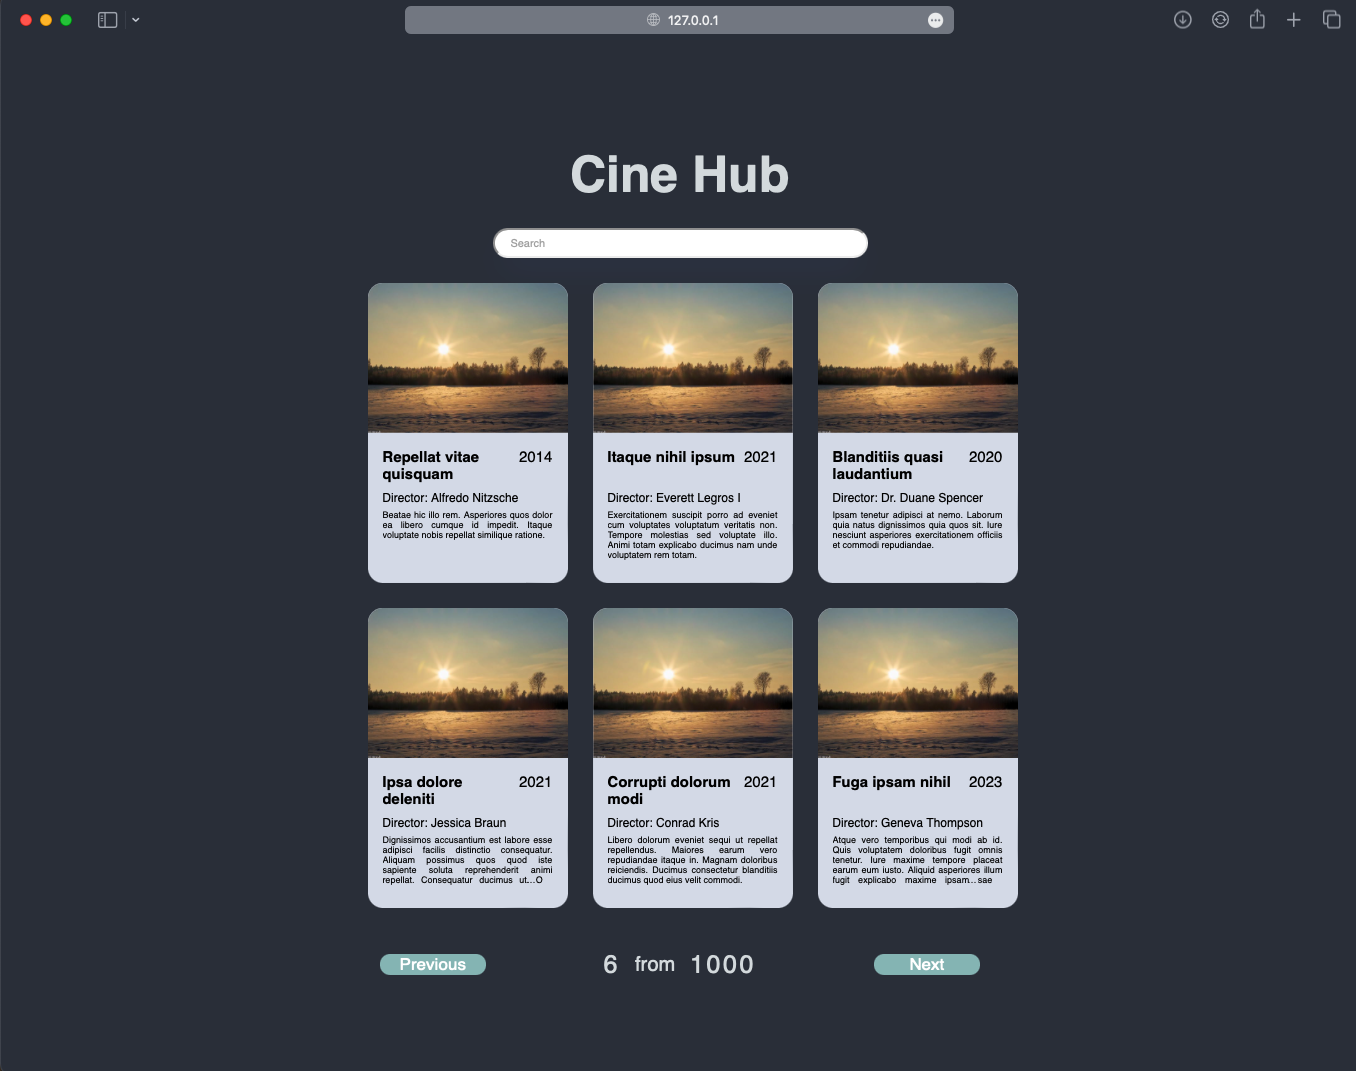 127.0.0.1
Cine Hub
Search
Repellat vitae quisquam 2014
Director: Alfredo Nitzsche
Beatae hic illo rem. Asperiores quos dolor
ea libero cumque id impedit. Itaque
voluptate nobis repellat similique ratione.
Itaque nihil ipsum 2021
Director: Everett Legros I
Exercitationem suscipit porro ad eveniet
cum voluptates voluptatum veritatis non.
Tempore molestias sed voluptate illo.
Animi totam explicabo ducimus nam unde
voluptatem rem totam.
Blanditiis quasi laudantium 2020
Director: Dr. Duane Spencer
Ipsam tenetur adipisci at nemo. Laborum
quia natus dignissimos quia quos sit. Iure
nesciunt asperiores exercitationem officiis
et commodi repudiandae.
Ipsa dolore deleniti 2021
Director: Jessica Braun
Dignissimos accusantium est labore esse
adipisci facilis distinctio consequatur.
Aliquam possimus quos quod iste
sapiente soluta reprehenderit animi
repellat. Consequatur ducimus ut...O
Corrupti dolorum modi 2021
Director: Conrad Kris
Libero dolorum eveniet sequi ut repellat
repellendus. Maiores earum vero
repudiandae itaque in. Magnam doloribus
reiciendis. Ducimus consectetur blanditiis
ducimus quod eius velit commodi.
Fuga ipsam nihil 2023
Director: Geneva Thompson
Atque vero temporibus qui modi ab id.
Quis voluptatem doloribus fugit omnis
tenetur. Iure maxime tempore placeat
earum eum iusto. Aliquid asperiores illum
fugit explicabo maxime ipsam...sae
Previous
6 from 1000
Next